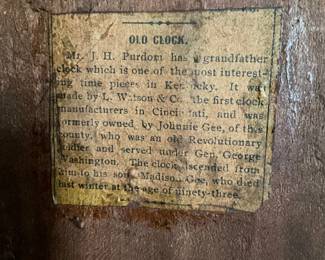 OLD CLOCK.
Mr. J. H. Purdom has a grandfather
clock which is one of the most interest-
ing time pieces in Kentucky. It was
made by L. Watson & Co. the first clock
manufacturers in Cincinnati, and was
formerly owned by Johnnie Gee, of this
county, who was an old Revolutionary
soldier and served under Gen. George
Washington. The clock descended from
him to his son, Madison Gee, who died
last winter at the age of ninety-three.